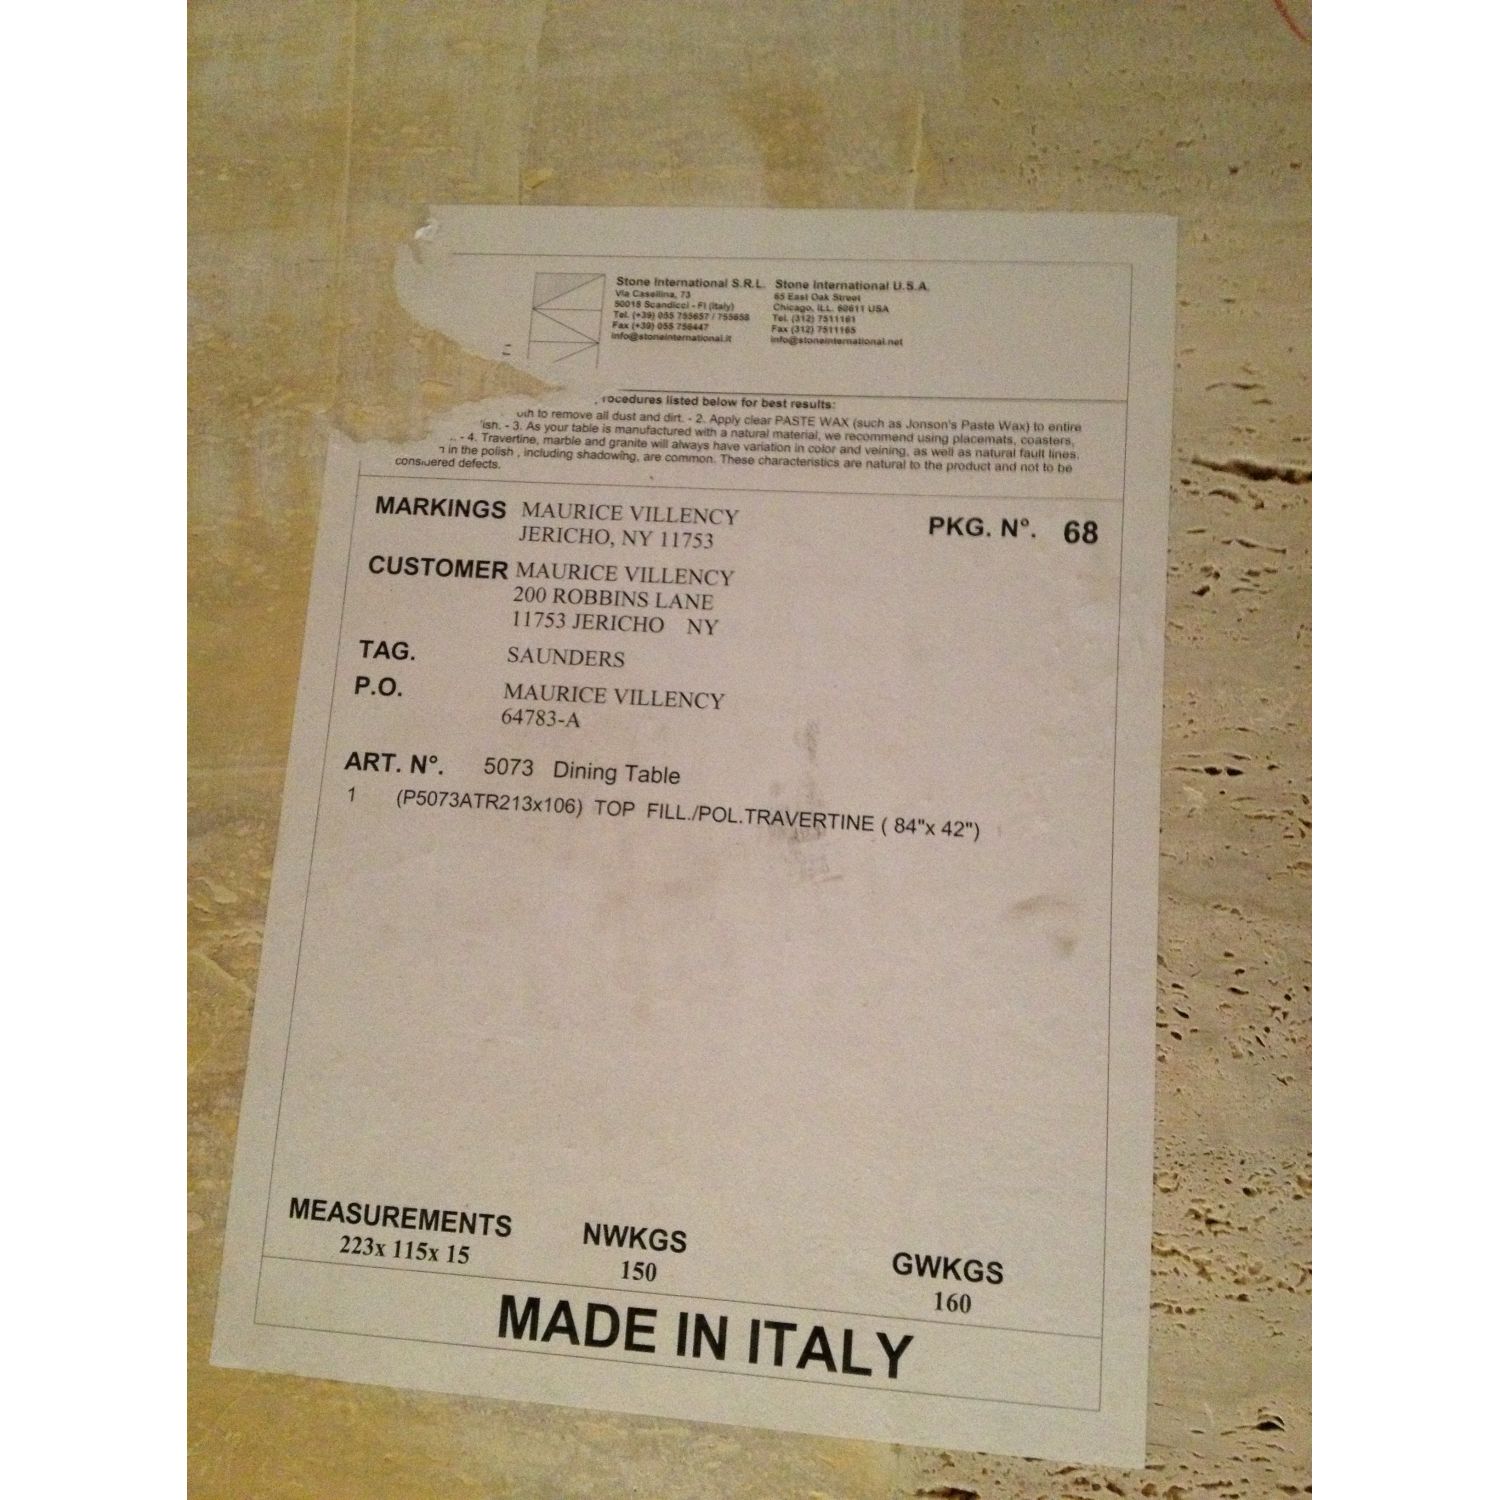 Stone International S.R.L.
Via Casellina, 73
50018 Scandicci - FI (Italy)
Tel. (+39) 055 755657 / 755658
Fax (+39) 055 756447
info@stoneinternational.it
Stone International U.S.A.
65 East Oak Street
Chicago, ILL. 60611 USA
Tel. (312) 7511161
Fax (312) 7511165
info@stoneinternational.net
rocedures listed below for best results:
to remove all dust and dirt. - 2. Apply clear PASTE WAX (such as Jonson's Paste Wax) to entire
ish. - 3. As your table is manufactured with a natural material, we recommend using placemats, coasters,
- 4. Travertine, marble and granite will always have variation in color and veining, as well as natural fault lines.
in the polish , including shadowing, are common. These characteristics are natural to the product and not to be
considered defects.
MARKINGS MAURICE VILLENCY
JERICHO, NY 11753
PKG. N°. 68
CUSTOMER MAURICE VILLENCY
200 ROBBINS LANE
11753 JERICHO NY
TAG. SAUNDERS
P.O. MAURICE VILLENCY
64783-A
ART. N°. 5073 Dining Table
1 (P5073ATR213x106) TOP FILL./POL.TRAVERTINE ( 84"x 42")
MEASUREMENTS NWKGS GWKGS
223x 115x 15 150 160
MADE IN ITALY